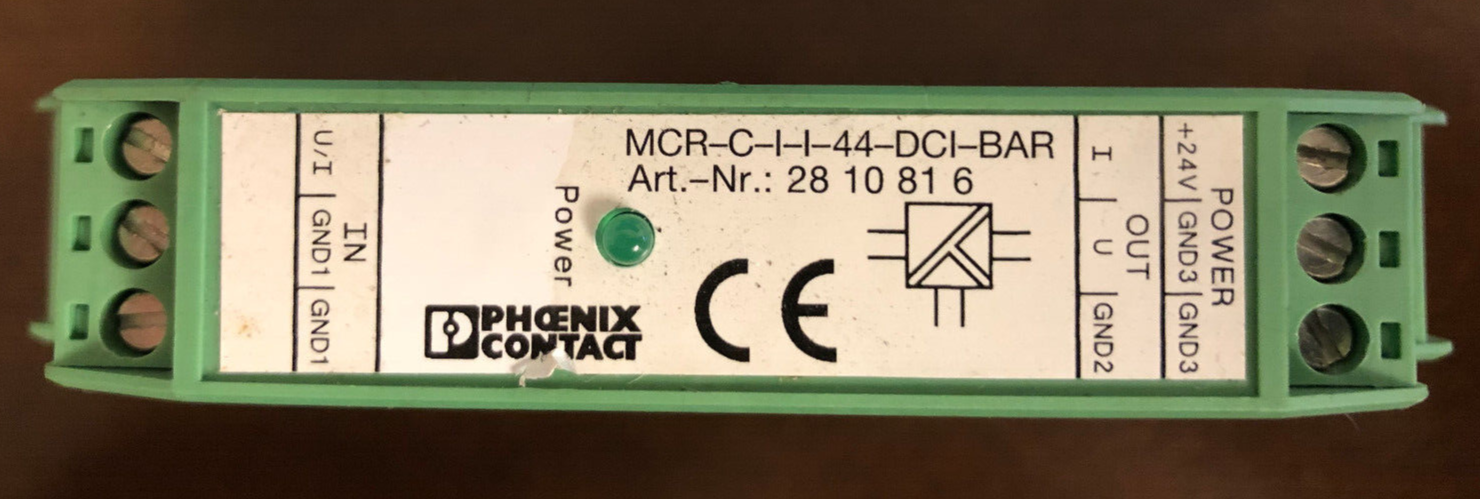 MCR-C-I-I-44-DCI-BAR
Art.-Nr.: 28 10 81 6
Power
PHŒNIX
CONTACT
CE
U/I | GND1 | GND1
IN
I | U | GND2
OUT
+24V | GND3 | GND3
POWER